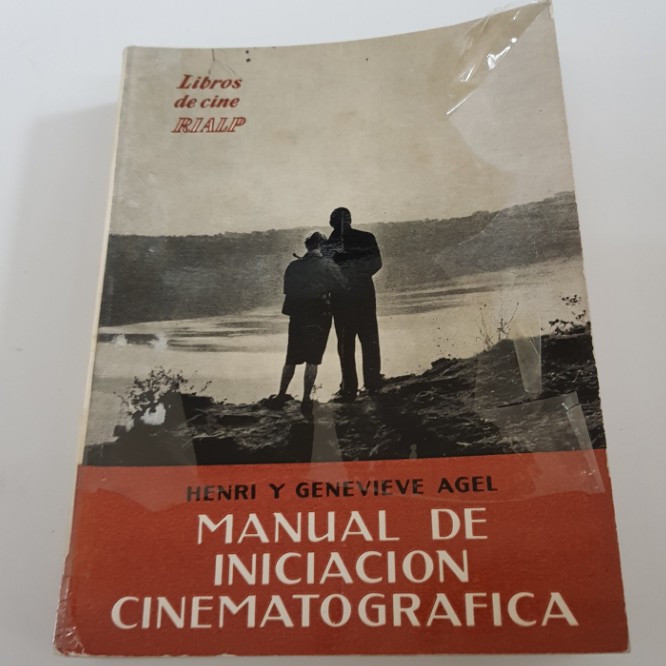 Libros
de cine
RIALP
HENRI Y GENEVIEVE AGEL
MANUAL DE
INICIACION
CINEMATOGRAFICA